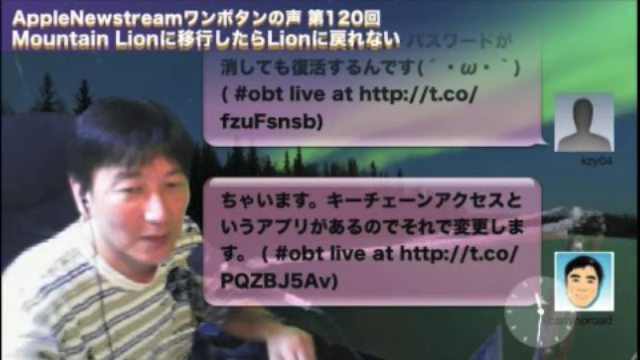 AppleNewstreamワンボタンの声 第120回
Mountain Lionに移行したらLionに戻れない
パスワードが
消しても復活するんです(´・ω・｀)
( #obt live at http://t.co/
fzuFsnsb)
kzy04
ちゃいます。キーチェーンアクセスと
いうアプリがあるのでそれで変更しま
す。 ( #obt live at http://t.co/
PQZBJ5Av)